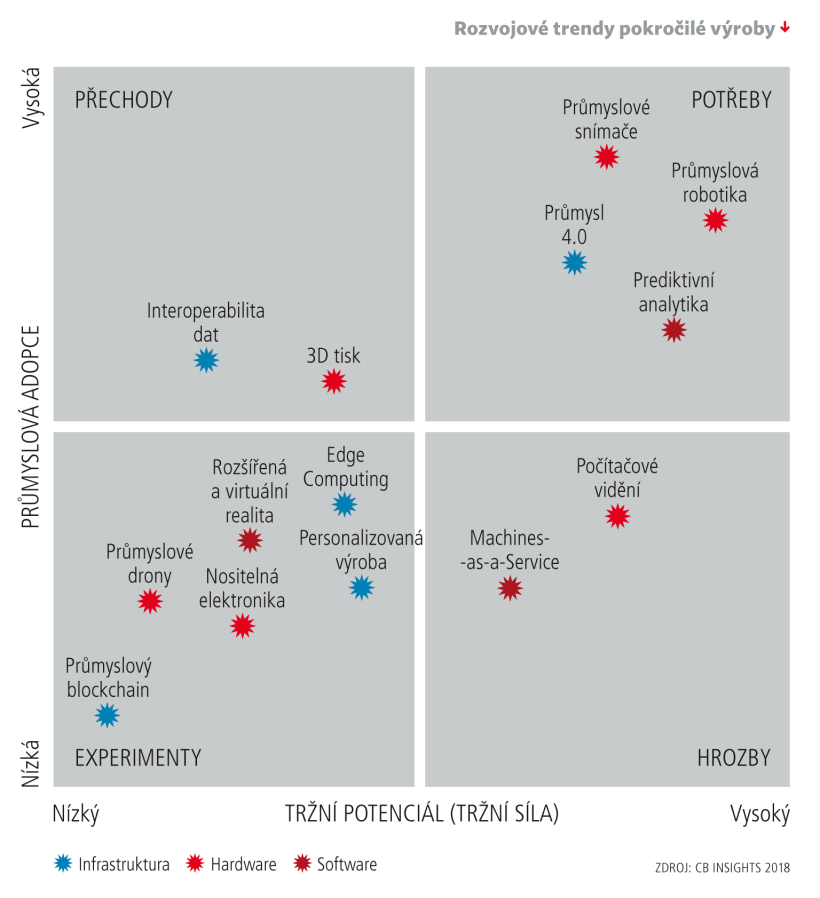 Rozvojové trendy pokročilé výroby
Vysoká
PŘECHODY
POTŘEBY
Průmyslové
snímače
Průmyslová
robotika
Průmysl
4.0
Prediktivní
analytika
Interoperabilita
dat
3D tisk
PRŮMYSLOVÁ ADOPCE
Edge
Computing
Rozšířená
a virtuální
realita
Počítačové
vidění
Personalizovaná
výroba
Machines-
-as-a-Service
Průmyslové
drony
Nositelná
elektronika
Průmyslový
blockchain
Nízká
EXPERIMENTY
HROZBY
Nízký
TRŽNÍ POTENCIÁL (TRŽNÍ SÍLA)
Vysoký
Infrastruktura
Hardware
Software
ZDROJ: CB INSIGHTS 2018